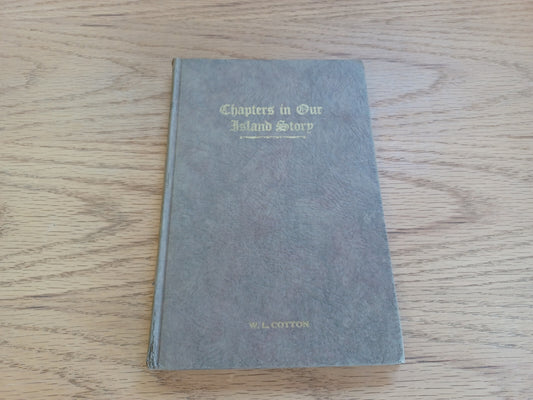 Chapters in Our
Island Story
W. L. COTTON